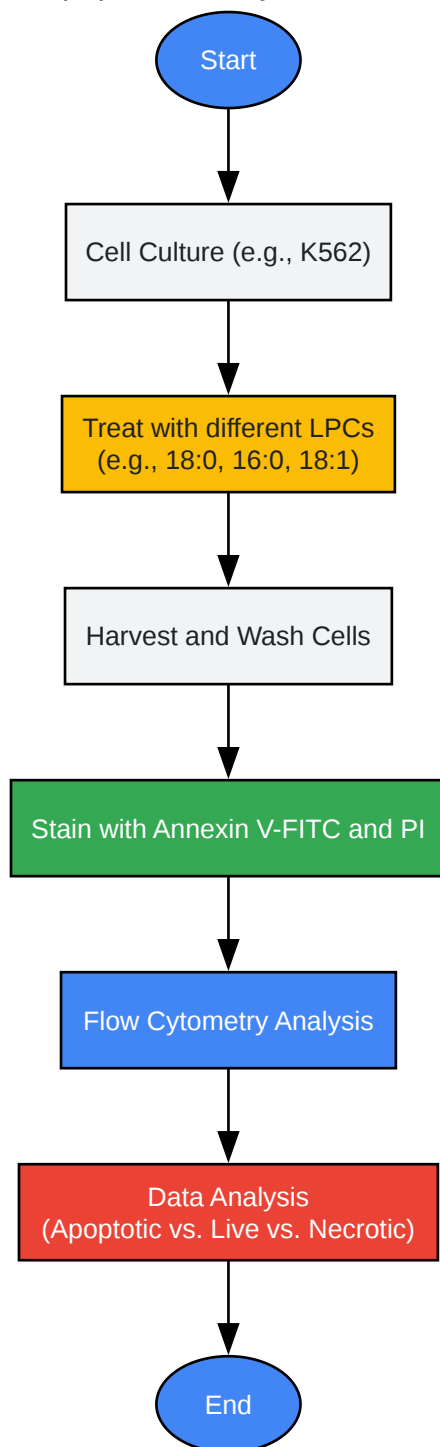 Start
Cell Culture (e.g., K562)
Treat with different LPCs
(e.g., 18:0, 16:0, 18:1)
Harvest and Wash Cells
Stain with Annexin V-FITC and PI
Flow Cytometry Analysis
Data Analysis
(Apoptotic vs. Live vs. Necrotic)
End